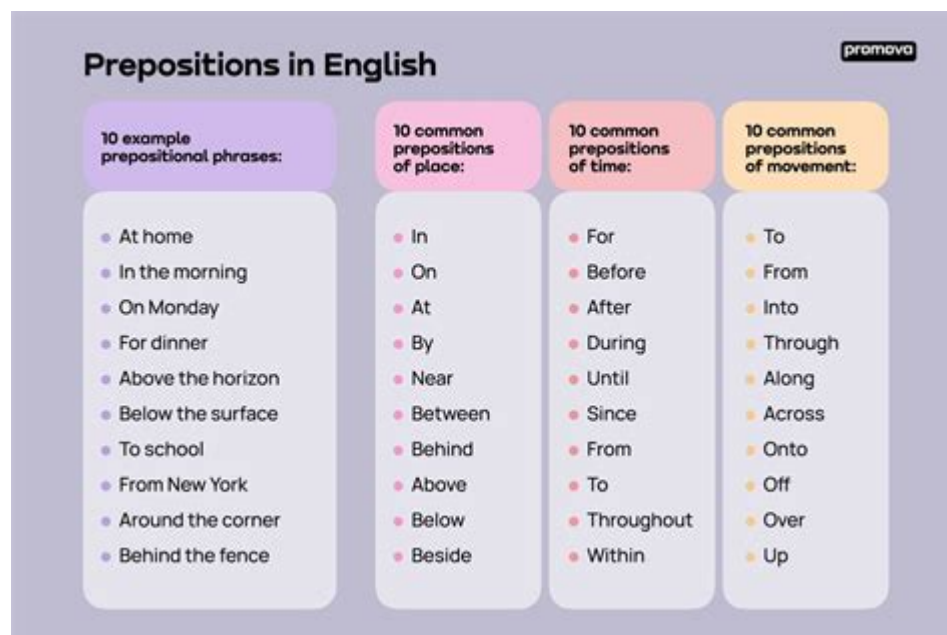 Prepositions in English
promova
10 example
prepositional phrases:
At home
In the morning
On Monday
For dinner
Above the horizon
Below the surface
To school
From New York
Around the corner
Behind the fence
10 common
prepositions
of place:
In
On
At
By
Near
Between
Behind
Above
Below
Beside
10 common
prepositions
of time:
For
Before
After
During
Until
Since
From
To
Throughout
Within
10 common
prepositions
of movement:
To
From
Into
Through
Along
Across
Onto
Off
Over
Up